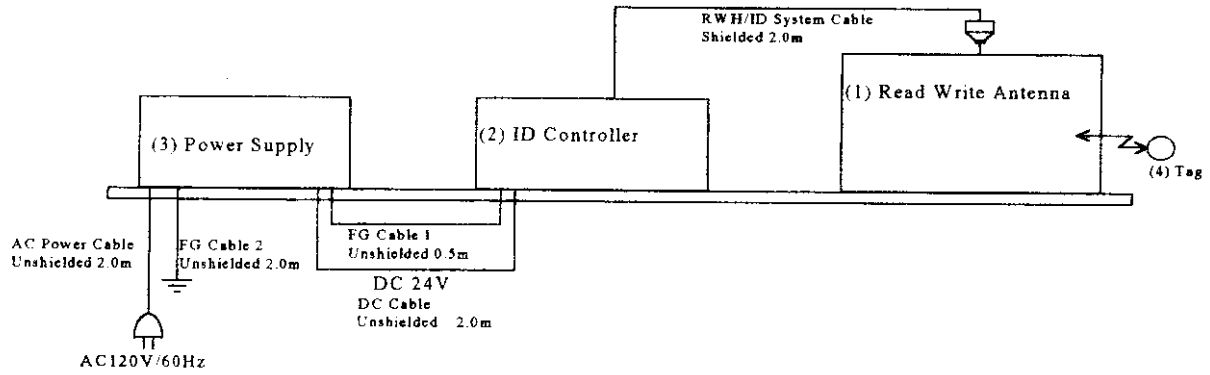 RWH/ID System Cable
Shielded 2.0m
(1) Read Write Antenna
(2) ID Controller
(3) Power Supply
(4) Tag
AC Power Cable
Unshielded 2.0m
FG Cable 2
Unshielded 2.0m
FG Cable 1
Unshielded 0.5m
DC 24V
DC Cable
Unshielded 2.0m
AC120V/60Hz